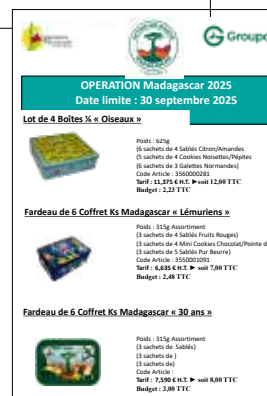 Groupo
OPERATION Madagascar 2025
Date limite : 30 septembre 2025
Lot de 4 Boîtes ¼ « Oiseaux »
Poids : 625g
(6 sachets de 4 Sablés Citron/Amandes
(5 sachets de 4 Cookies Noisettes/Pépites
(6 sachets de 3 Galettes Normandes)
Code Article : 3560000281
Tarif : 11,375 € H.T. ► soit 12,00 TTC
Budget : 2,23 TTC
Fardeau de 6 Coffret Ks Madagascar « Lémuriens »
Poids : 315g Assortiment
(3 sachets de 4 Sablés Fruits Rouges)
(3 sachets de 4 Mini Cookies Chocolat/Pointe d
(3 sachets de 5 Sablés Pur Beurre)
Code Article : 3550001091
Tarif : 6,635 € H.T. ► soit 7,00 TTC
Budget : 2,48 TTC
Fardeau de 6 Coffret Ks Madagascar « 30 ans »
Poids : 315g Assortiment
(3 sachets de Sablés)
(3 sachets de )
(3 sachets de)
Code Article :
Tarif : 7,590 € H.T. ► soit 8,00 TTC
Budget : 3,00 TTC